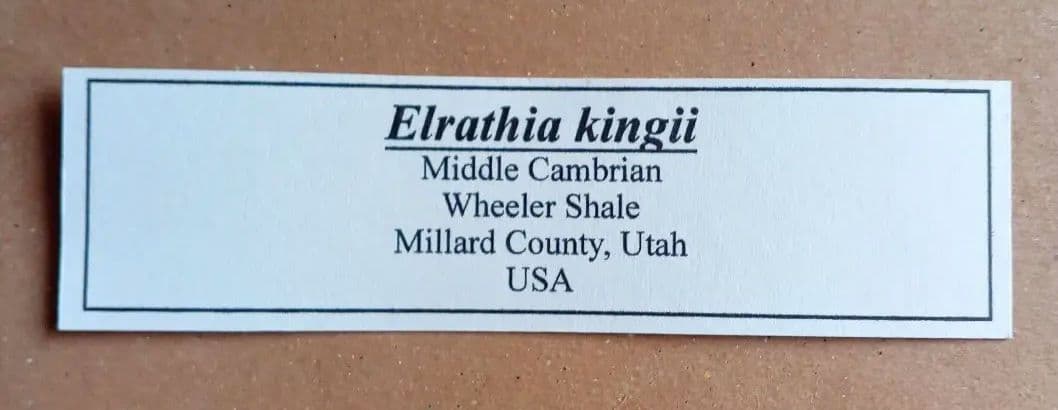 Elrathia kingii
Middle Cambrian
Wheeler Shale
Millard County, Utah
USA